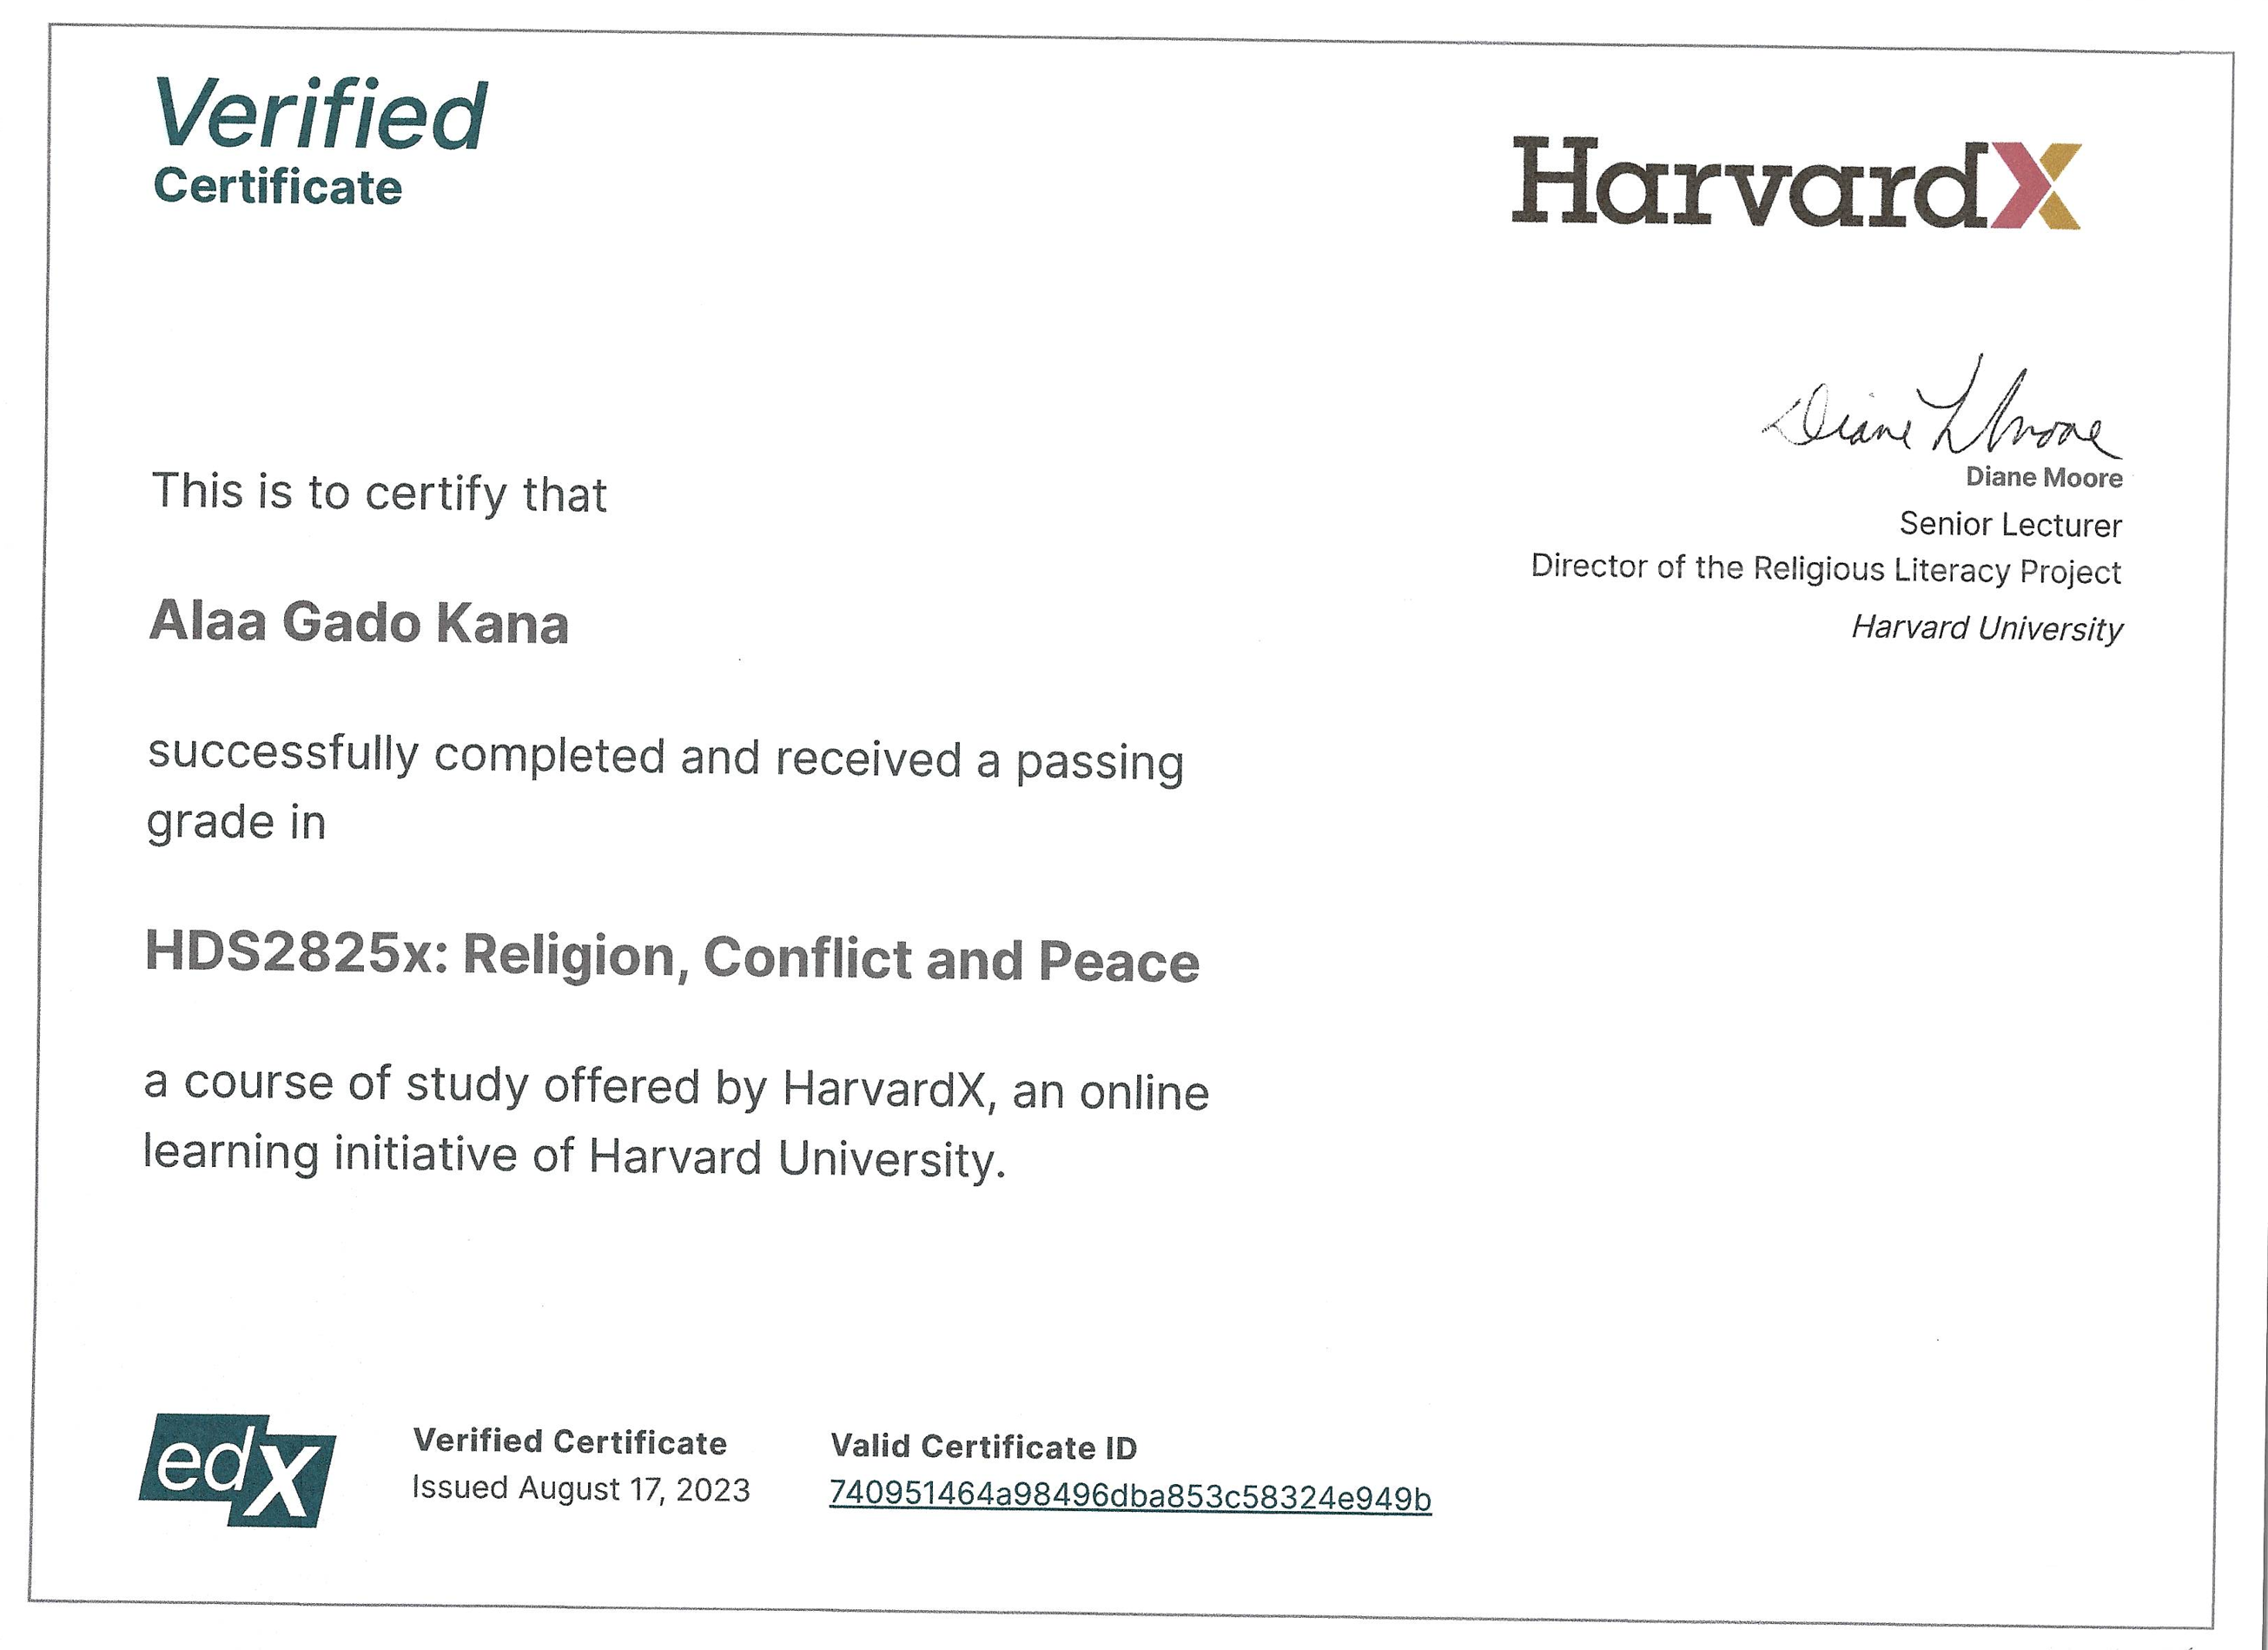 Verified
Certificate
HarvardX
Diane L Moore
Diane Moore
Senior Lecturer
Director of the Religious Literacy Project
Harvard University
This is to certify that
Alaa Gado Kana
successfully completed and received a passing
grade in
HDS2825x: Religion, Conflict and Peace
a course of study offered by HarvardX, an online
learning initiative of Harvard University.
edX
Verified Certificate
Issued August 17, 2023
Valid Certificate ID
740951464a98496dba853c58324e949b